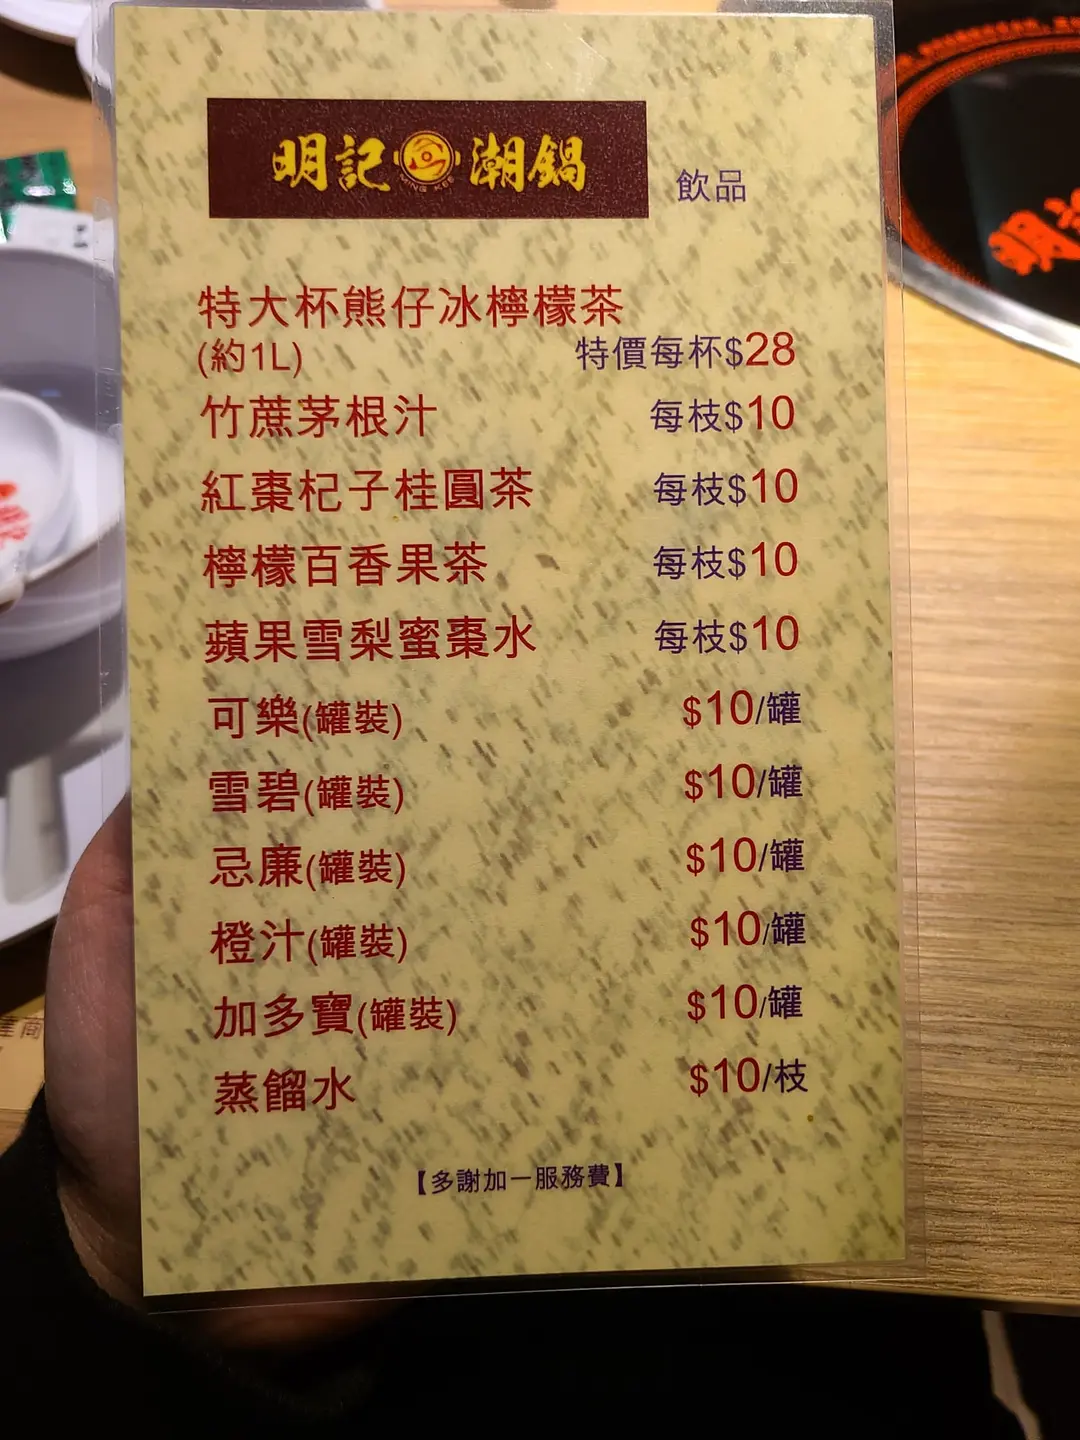 明記 潮鍋
MING KEE
飲品
特大杯熊仔冰檸檬茶
(約1L) 特價每杯$28
竹蔗茅根汁 每枝$10
紅棗杞子桂圓茶 每枝$10
檸檬百香果茶 每枝$10
蘋果雪梨蜜棗水 每枝$10
可樂(罐裝) $10/罐
雪碧(罐裝) $10/罐
忌廉(罐裝) $10/罐
橙汁(罐裝) $10/罐
加多寶(罐裝) $10/罐
蒸餾水 $10/枝
【多謝加一服務費】